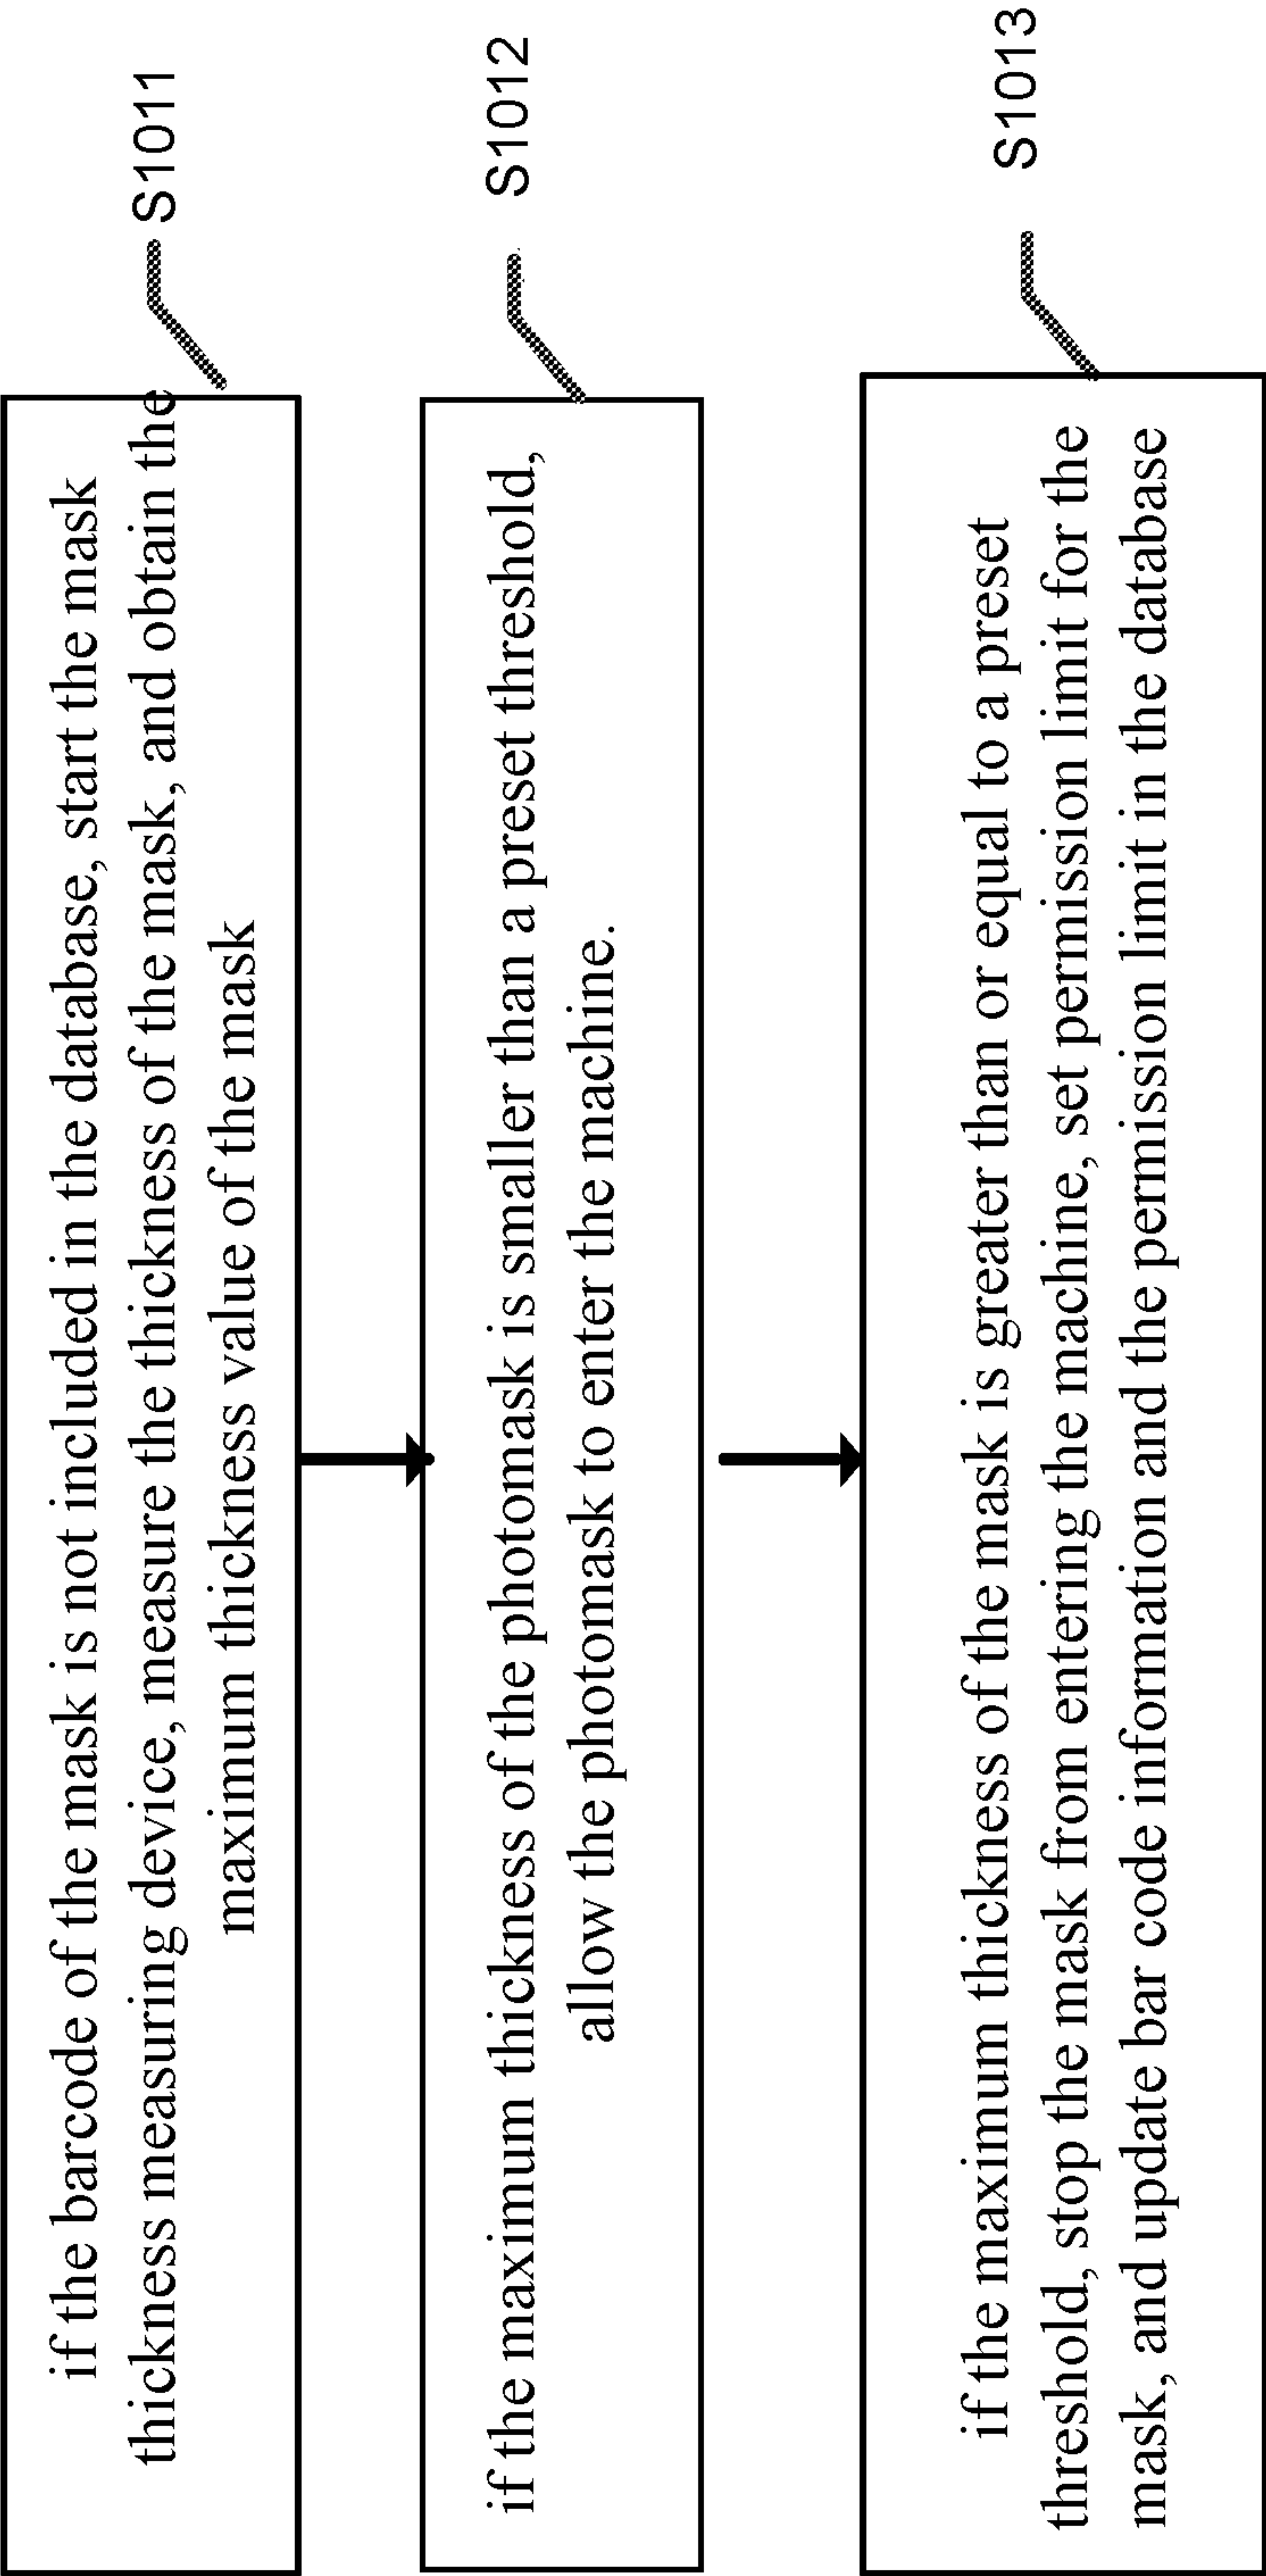 if the barcode of the mask is not included in the database, start the mask
thickness measuring device, measure the thickness of the mask, and obtain the
maximum thickness value of the mask
S1011
if the maximum thickness of the photomask is smaller than a preset threshold,
allow the photomask to enter the machine.
S1012
if the maximum thickness of the mask is greater than or equal to a preset
threshold, stop the mask from entering the machine, set permission limit for the
mask, and update bar code information and the permission limit in the database
S1013